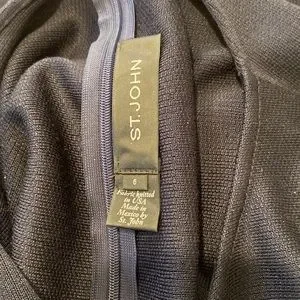 ST. JOHN
6
Fabric knitted
in USA
Made in
Mexico by
St. John